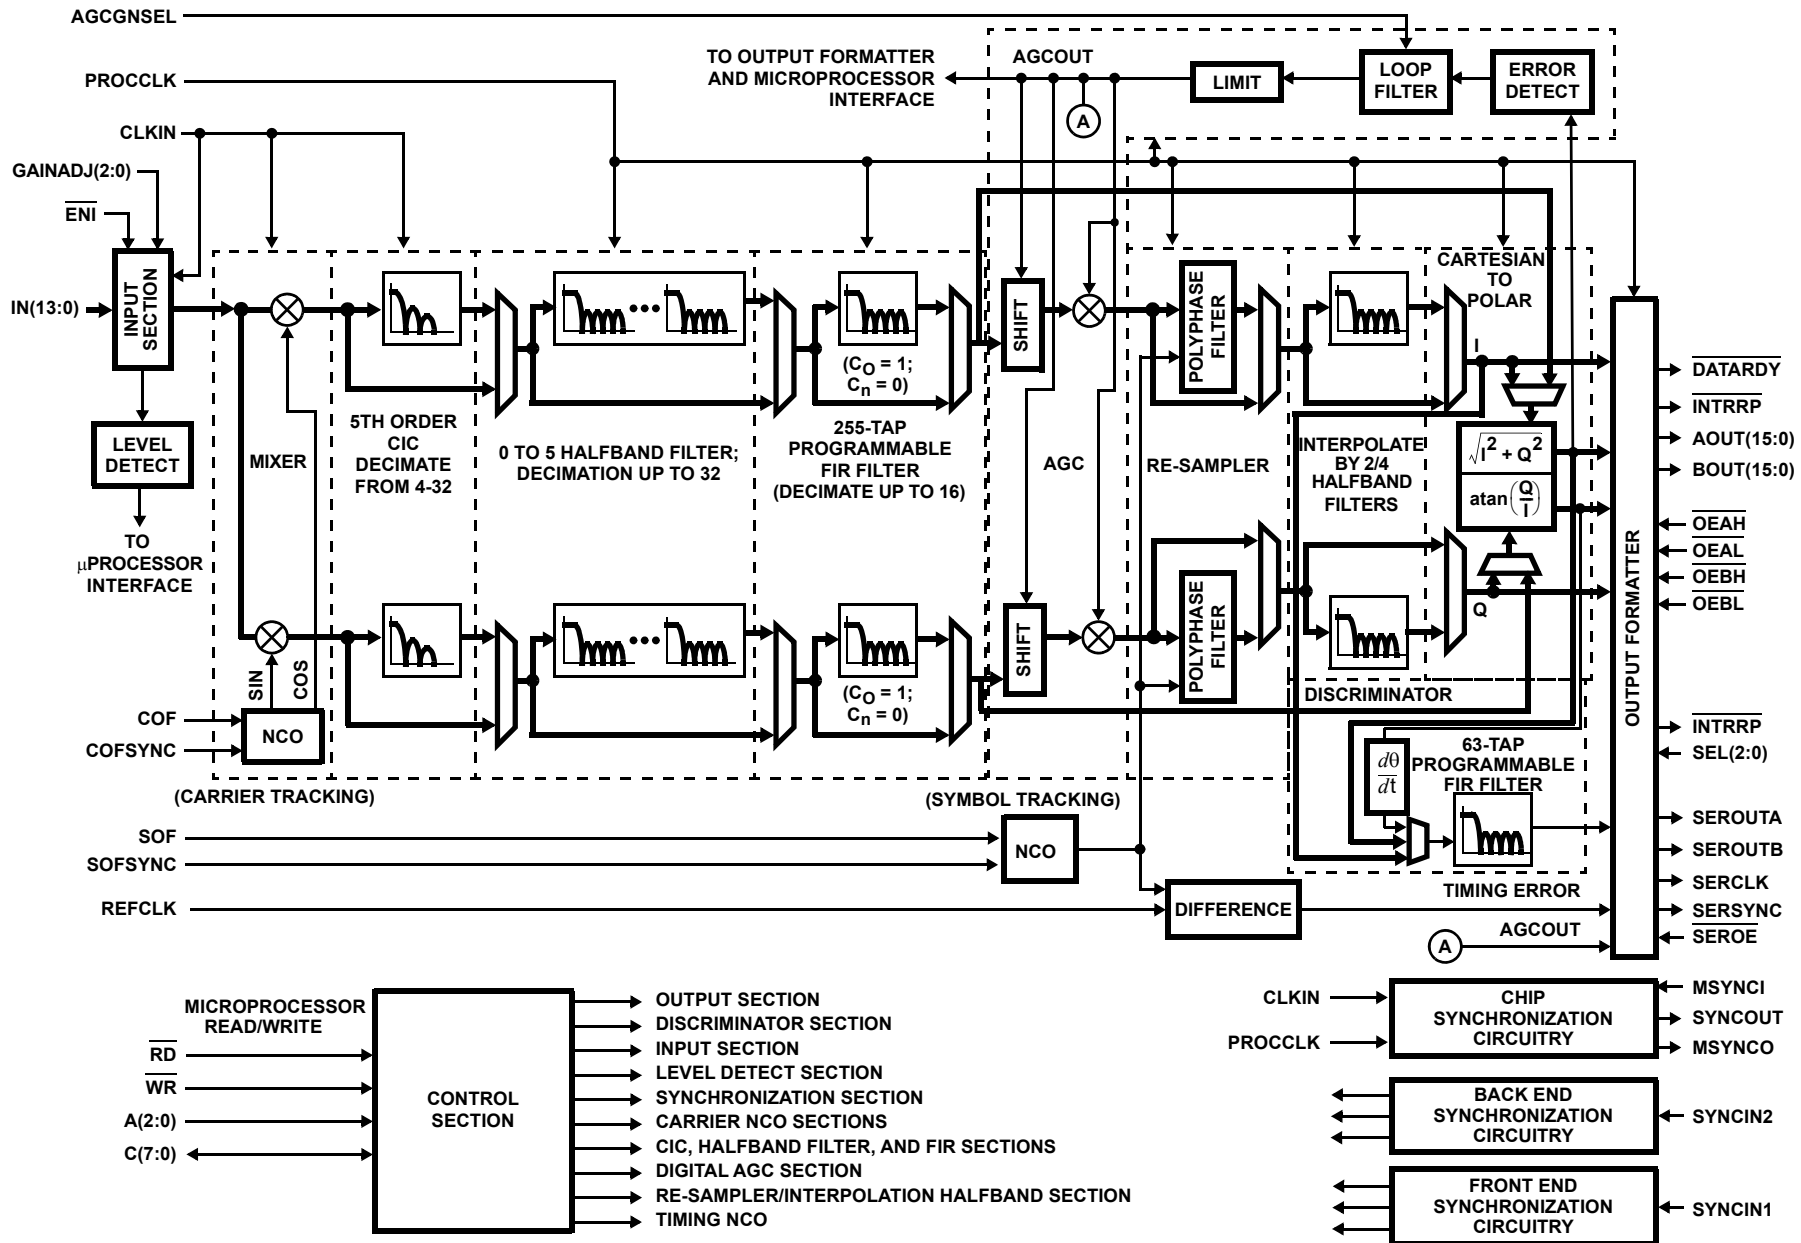 AGCGNSEL
PROCCLK
CLKIN
GAINADJ(2:0)
ENI
IN(13:0)
INPUT
SECTION
LEVEL
DETECT
TO
μPROCESSOR
INTERFACE
TO OUTPUT FORMATTER
AND MICROPROCESSOR
INTERFACE
AGCOUT
A
LIMIT
LOOP
FILTER
ERROR
DETECT
MIXER
5TH ORDER
CIC
DECIMATE
FROM 4-32
0 TO 5 HALFBAND FILTER;
DECIMATION UP TO 32
(CO = 1;
Cn = 0)
255-TAP
PROGRAMMABLE
FIR FILTER
(DECIMATE UP TO 16)
SHIFT
AGC
POLYPHASE
FILTER
RE-SAMPLER
INTERPOLATE
BY 2/4
HALFBAND
FILTERS
CARTESIAN
TO
POLAR
I
√I2 + Q2
atan(Q/I)
Q
SIN
COS
COF
COFSYNC
NCO
(CO = 1;
Cn = 0)
SHIFT
POLYPHASE
FILTER
DISCRIMINATOR
dθ
dt
63-TAP
PROGRAMMABLE
FIR FILTER
(CARRIER TRACKING)
(SYMBOL TRACKING)
SOF
SOFSYNC
NCO
REFCLK
DIFFERENCE
TIMING ERROR
AGCOUT
A
OUTPUT FORMATTER
DATARDY
INTRRP
AOUT(15:0)
BOUT(15:0)
OEAH
OEAL
OEBH
OEBL
INTRRP
SEL(2:0)
SEROUTA
SEROUTB
SERCLK
SERSYNC
SEROE
MICROPROCESSOR
READ/WRITE
RD
WR
A(2:0)
C(7:0)
CONTROL
SECTION
OUTPUT SECTION
DISCRIMINATOR SECTION
INPUT SECTION
LEVEL DETECT SECTION
SYNCHRONIZATION SECTION
CARRIER NCO SECTIONS
CIC, HALFBAND FILTER, AND FIR SECTIONS
DIGITAL AGC SECTION
RE-SAMPLER/INTERPOLATION HALFBAND SECTION
TIMING NCO
CLKIN
PROCCLK
CHIP
SYNCHRONIZATION
CIRCUITRY
MSYNCI
SYNCOUT
MSYNCO
BACK END
SYNCHRONIZATION
CIRCUITRY
SYNCIN2
FRONT END
SYNCHRONIZATION
CIRCUITRY
SYNCIN1